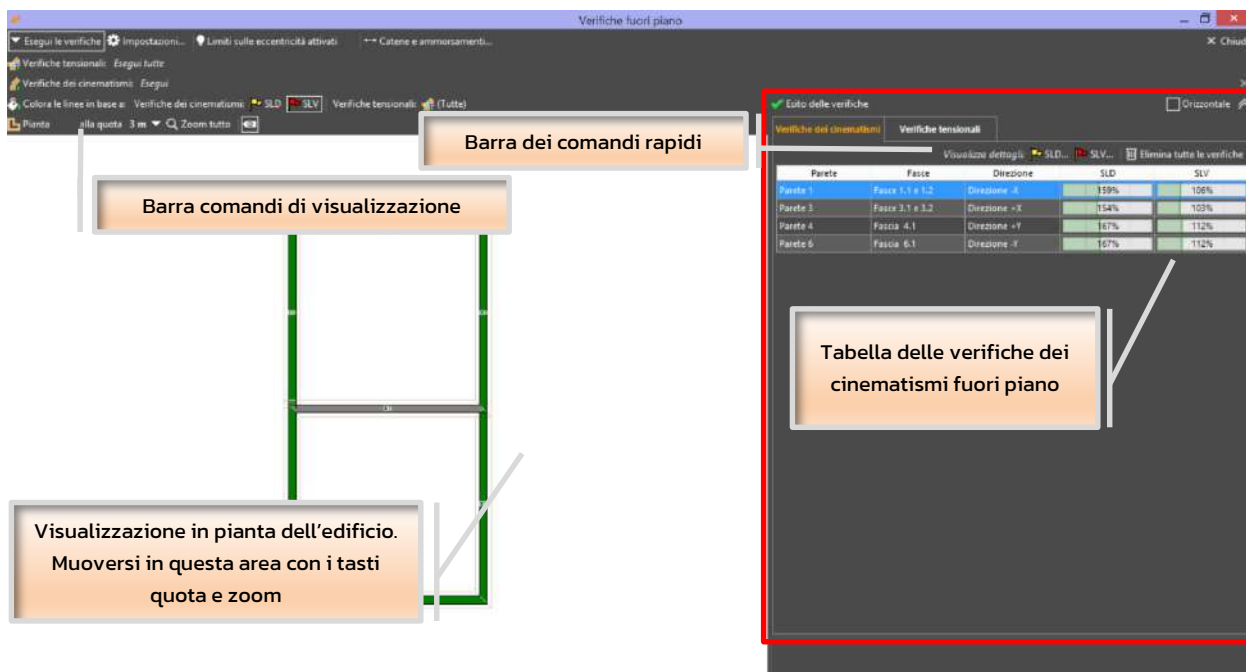 Verifiche fuori piano
Esegui le verifiche Impostazioni... Limiti sulle eccentricità attivati Catene e ammorsamenti... Chiud
Verifiche tensionali: Esegui tutte
Verifiche dei cinematismi: Esegui
Colora le linee in base a: Verifiche dei cinematismi: SLD SLV Verifiche tensionali: (Tutte)
Pianta alla quota 3 m Zoom tutto
Esito delle verifiche Orizzontale
Verifiche dei cinematismi Verifiche tensionali
Visualizza dettagli: SLD... SLV... Elimina tutte le verifiche
Parete Fasce Direzione SLD SLV
Parete 1 Fasce 1.1 e 1.2 Direzione -X 159% 106%
Parete 3 Fasce 3.1 e 3.2 Direzione +X 154% 103%
Parete 4 Fascia 4.1 Direzione +Y 167% 112%
Parete 6 Fascia 6.1 Direzione -Y 167% 112%
Barra dei comandi rapidi
Barra comandi di visualizzazione
Tabella delle verifiche dei
cinematismi fuori piano
Visualizzazione in pianta dell'edificio.
Muoversi in questa area con i tasti
quota e zoom